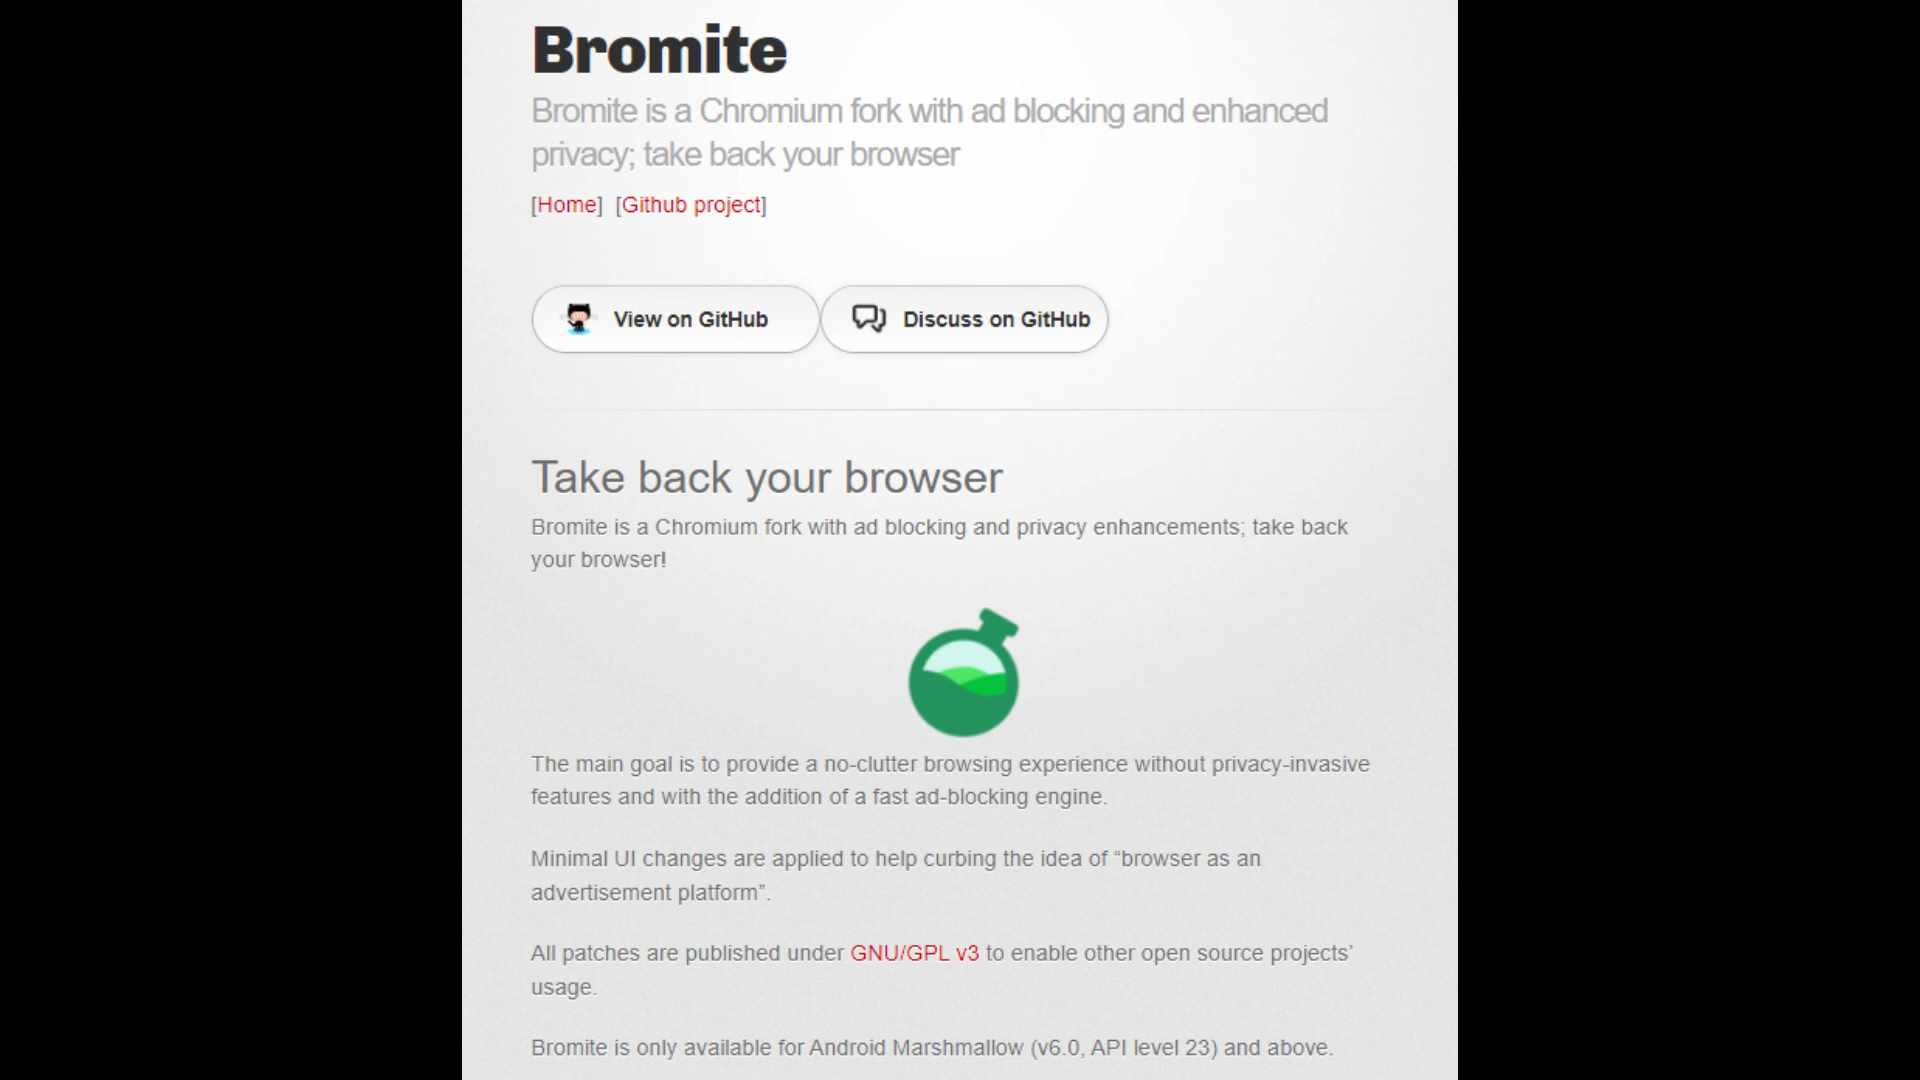 Bromite
Bromite is a Chromium fork with ad blocking and enhanced
privacy; take back your browser
[Home] [Github project]
View on GitHub
Discuss on GitHub
Take back your browser
Bromite is a Chromium fork with ad blocking and privacy enhancements; take back
your browser!
The main goal is to provide a no-clutter browsing experience without privacy-invasive
features and with the addition of a fast ad-blocking engine.
Minimal UI changes are applied to help curbing the idea of “browser as an
advertisement platform”.
All patches are published under GNU/GPL v3 to enable other open source projects’
usage.
Bromite is only available for Android Marshmallow (v6.0, API level 23) and above.